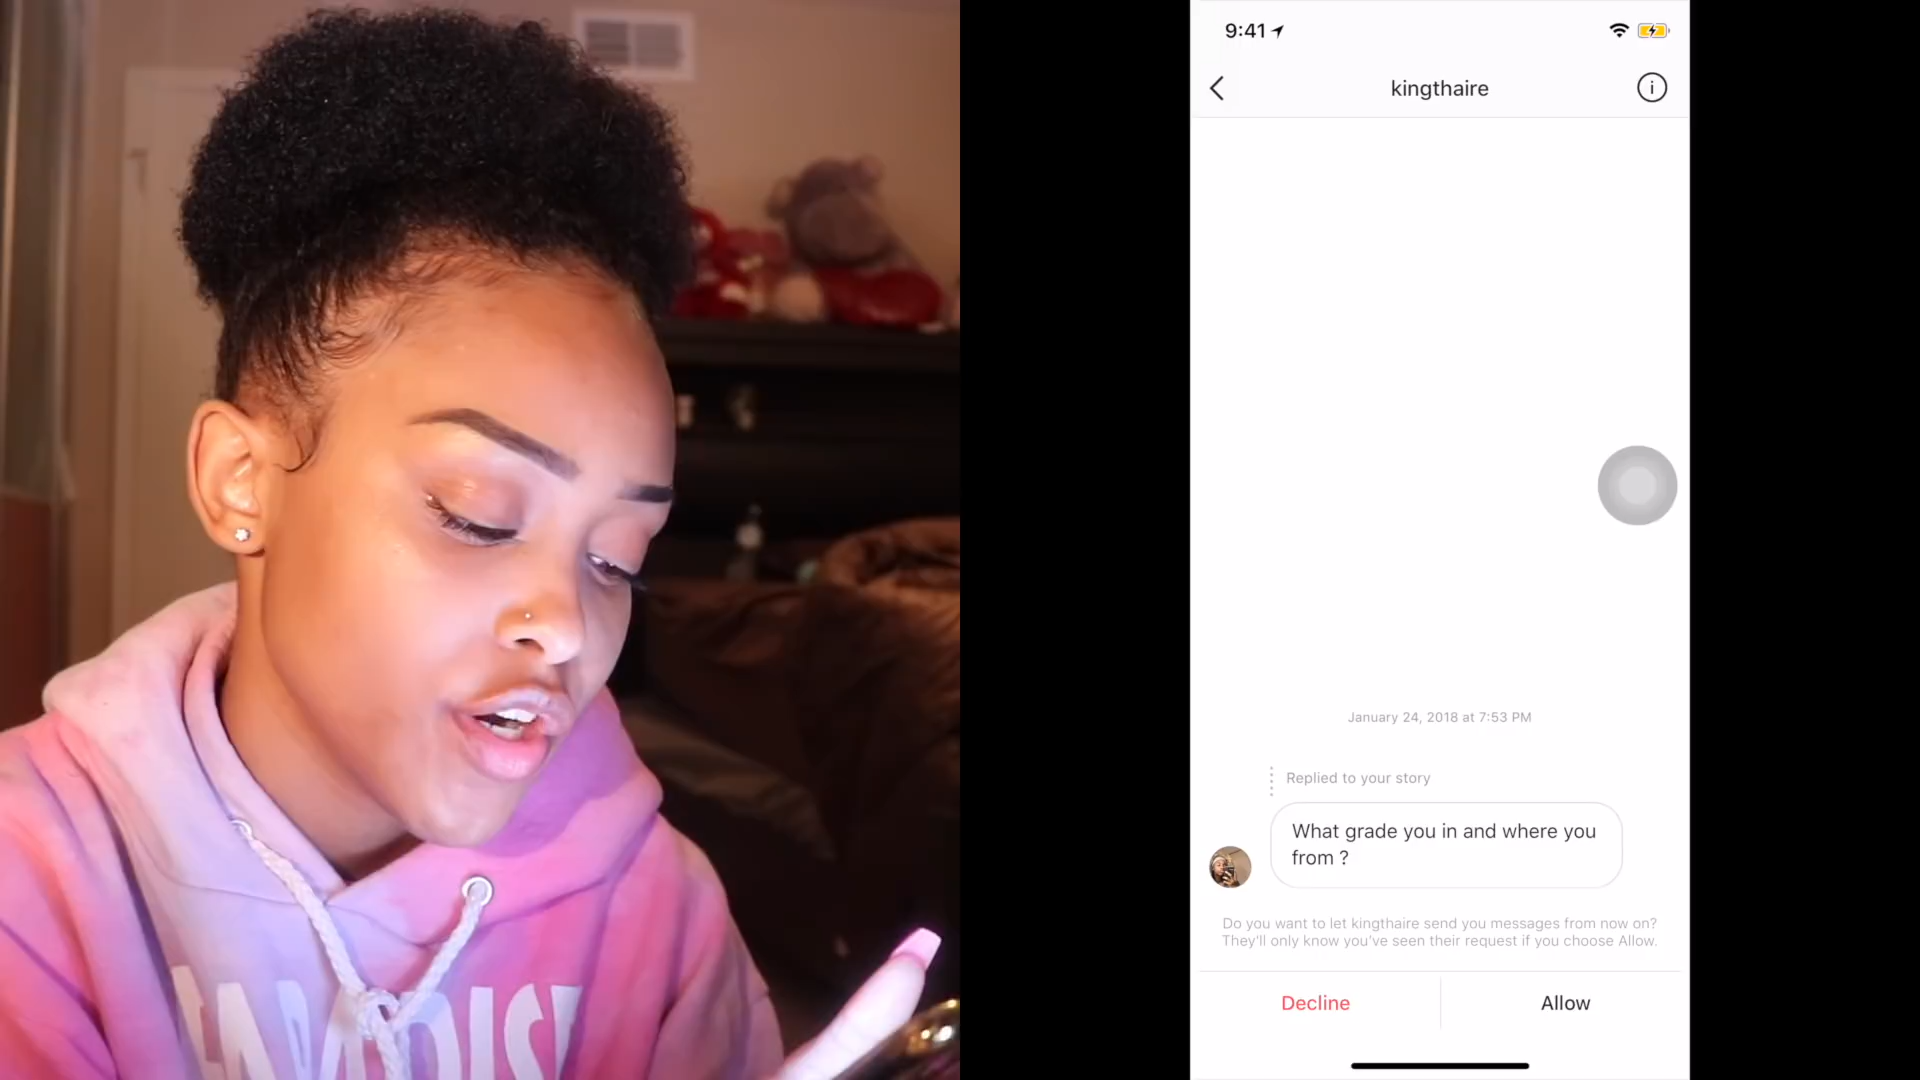 9:41
kingthaire
January 24, 2018 at 7:53 PM
Replied to your story
What grade you in and where you
from ?
Do you want to let kingthaire send you messages from now on?
They'll only know you've seen their request if you choose Allow.
Decline
Allow